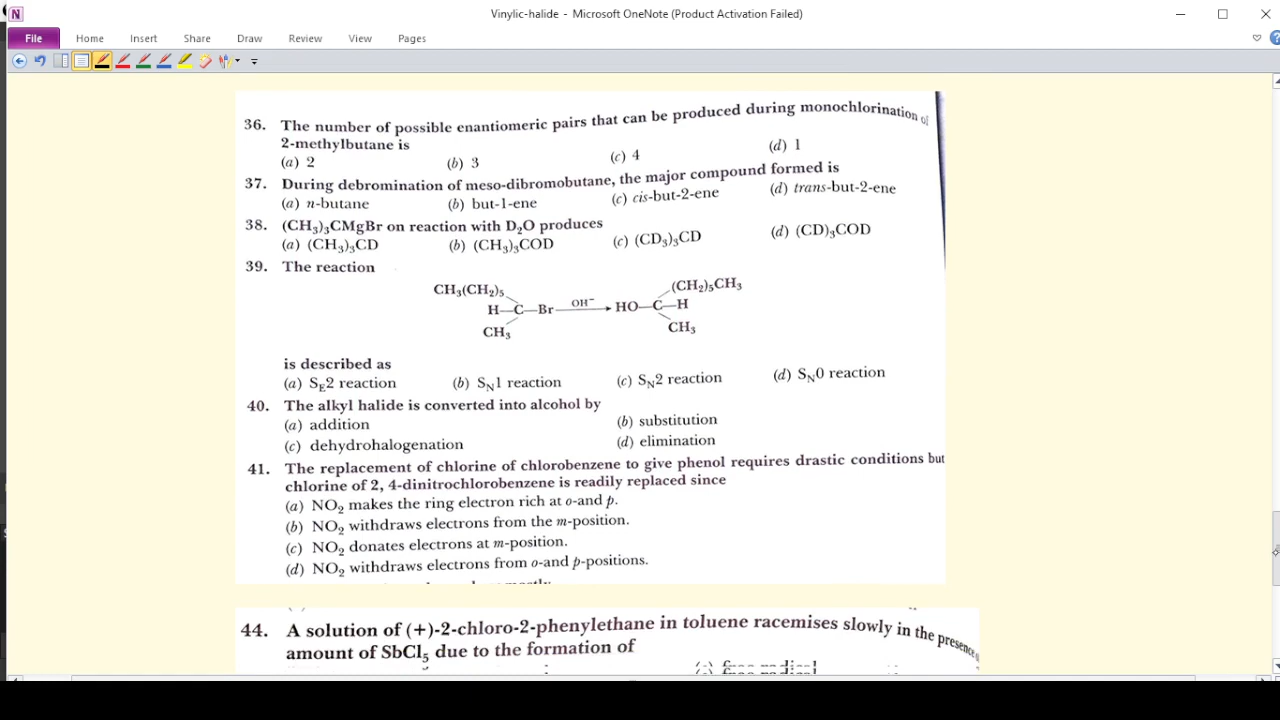 Vinylic-halide - Microsoft OneNote (Product Activation Failed)
File Home Insert Share Draw Review View Pages
36. The number of possible enantiomeric pairs that can be produced during monochlorination of
2-methylbutane is
(a) 2 (b) 3 (c) 4 (d) 1
37. During debromination of meso-dibromobutane, the major compound formed is
(a) n-butane (b) but-1-ene (c) cis-but-2-ene (d) trans-but-2-ene
38. (CH₃)₃CMgBr on reaction with D₂O produces
(a) (CH₃)₃CD (b) (CH₃)₃COD (c) (CD₃)₃CD (d) (CD)₃COD
39. The reaction
CH₃(CH₂)₅ (CH₂)₅CH₃
H—C—Br OH⁻ HO—C—H
CH₃ CH₃
is described as
(a) S_E2 reaction (b) S_N1 reaction (c) S_N2 reaction (d) S_N0 reaction
40. The alkyl halide is converted into alcohol by
(a) addition (b) substitution
(c) dehydrohalogenation (d) elimination
41. The replacement of chlorine of chlorobenzene to give phenol requires drastic conditions but
chlorine of 2, 4-dinitrochlorobenzene is readily replaced since
(a) NO₂ makes the ring electron rich at o-and p.
(b) NO₂ withdraws electrons from the m-position.
(c) NO₂ donates electrons at m-position.
(d) NO₂ withdraws electrons from o-and p-positions.
44. A solution of (+)-2-chloro-2-phenylethane in toluene racemises slowly in the presence
amount of SbCl₅ due to the formation of